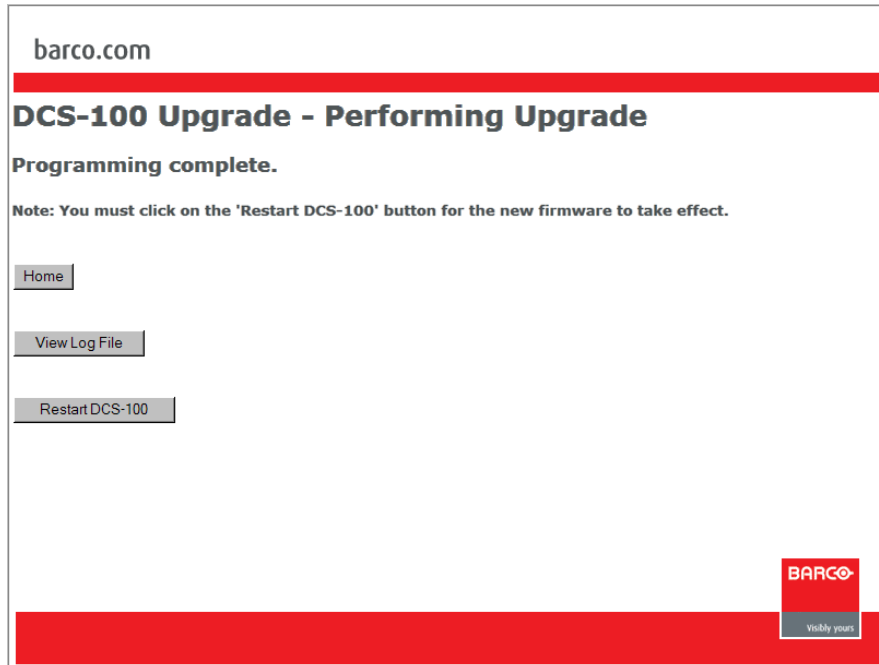 barco.com
DCS-100 Upgrade - Performing Upgrade
Programming complete.
Note: You must click on the 'Restart DCS-100' button for the new firmware to take effect.
Home
View Log File
Restart DCS-100
BARCO
Visibly yours